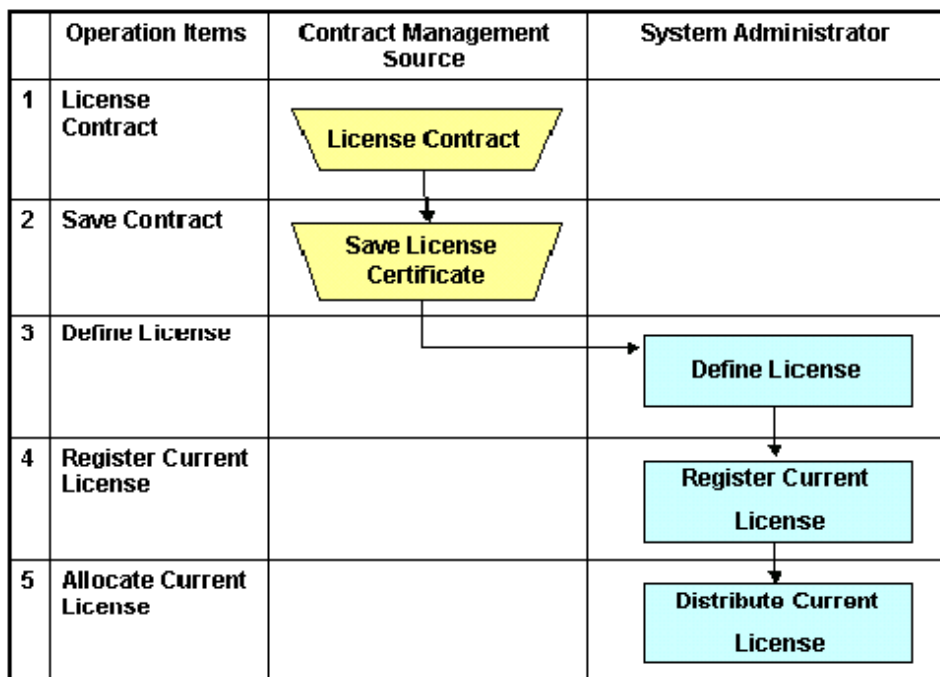 Operation Items
Contract Management
Source
System Administrator
1
License
Contract
License Contract
2
Save Contract
Save License
Certificate
3
Define License
Define License
4
Register Current
License
Register Current
License
5
Allocate Current
License
Distribute Current
License